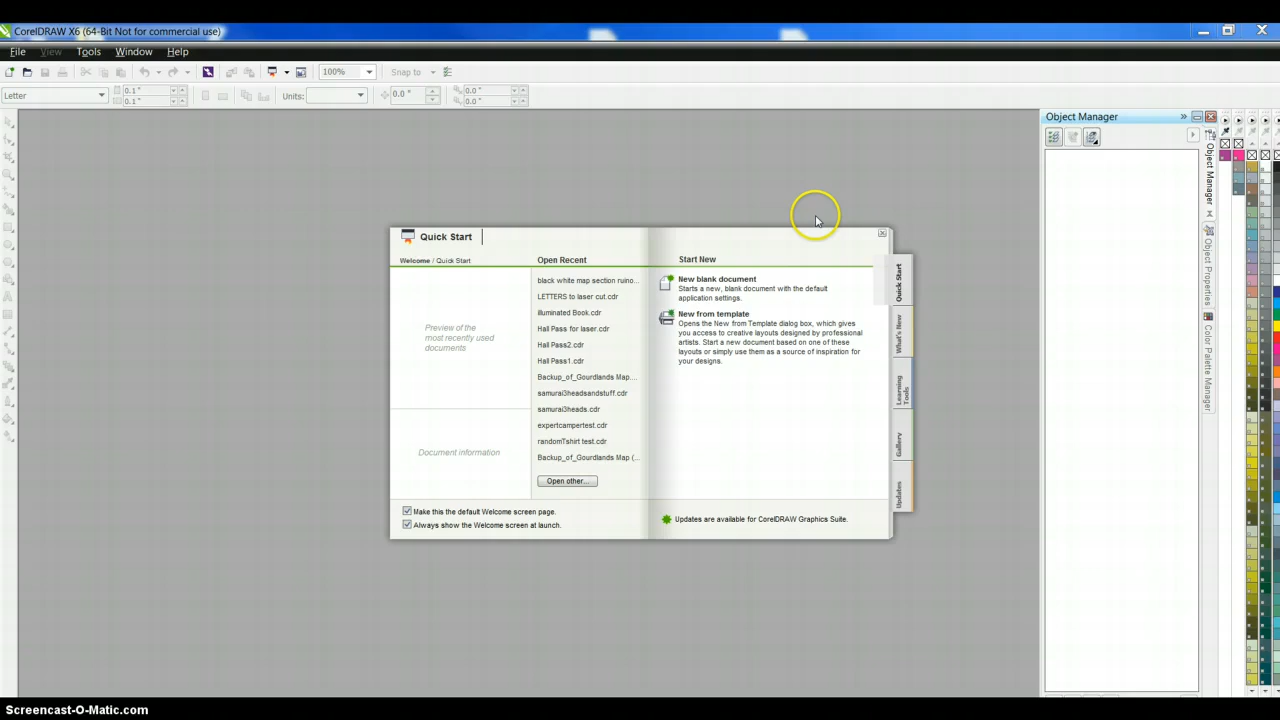 CorelDRAW X6 (64-Bit Not for commercial use)
File View Tools Window Help
100% Snap to
Letter 0.1" 0.1" Units: 0.0 ° 0.0 " 0.0 "
Object Manager
Object Manager
Object Properties
Color Palette Manager
Quick Start
Welcome / Quick Start
Preview of the
most recently used
documents
Document information
Open Recent
black white map section ruino...
LETTERS to laser cut.cdr
illuminated Book.cdr
Hall Pass for laser.cdr
Hall Pass2.cdr
Hall Pass1.cdr
Backup_of_Gourdlands Map....
samurai3headsandstuff.cdr
samurai3heads.cdr
expertcampertest.cdr
randomTshirt test.cdr
Backup_of_Gourdlands Map (...
Open other...
Start New
New blank document
Starts a new, blank document with the default
application settings.
New from template
Opens the New from Template dialog box, which gives
you access to creative layouts designed by professional
artists. Start a new document based on one of these
layouts or simply use them as a source of inspiration for
your designs.
Quick Start
What's New
Learning
Tools
Gallery
Updates
Make this the default Welcome screen page.
Always show the Welcome screen at launch.
Updates are available for CorelDRAW Graphics Suite.
Screencast-O-Matic.com